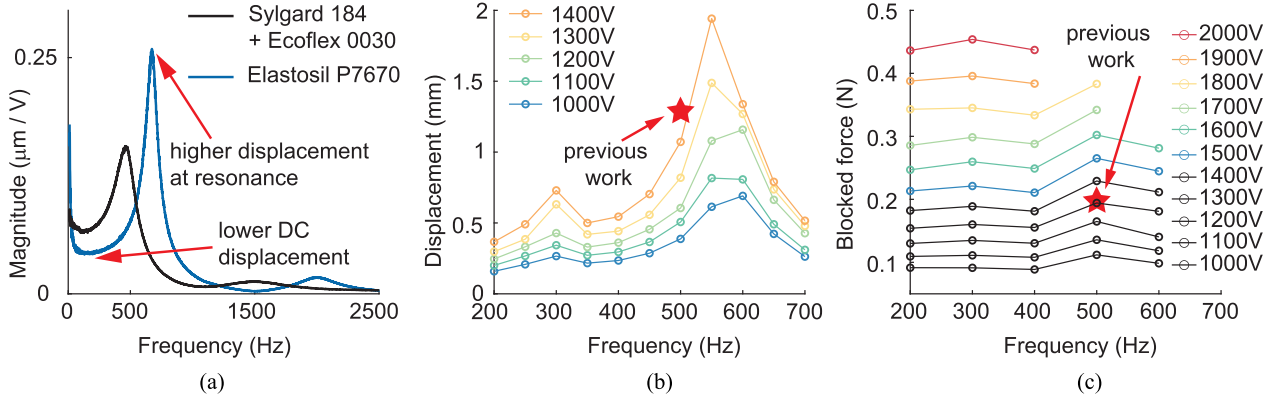 Sylgard 184
+ Ecoflex 0030
Elastosil P7670
0.25
0
Magnitude (μm / V)
higher displacement
at resonance
lower DC
displacement
0
500
1500
2500
Frequency (Hz)
(a)
2
1.5
1
0.5
0
Displacement (mm)
1400V
1300V
1200V
1100V
1000V
previous
work
200
300
400
500
600
700
Frequency (Hz)
(b)
0.5
0.4
0.3
0.2
0.1
Blocked force (N)
previous
work
2000V
1900V
1800V
1700V
1600V
1500V
1400V
1300V
1200V
1100V
1000V
200
300
400
500
600
700
Frequency (Hz)
(c)